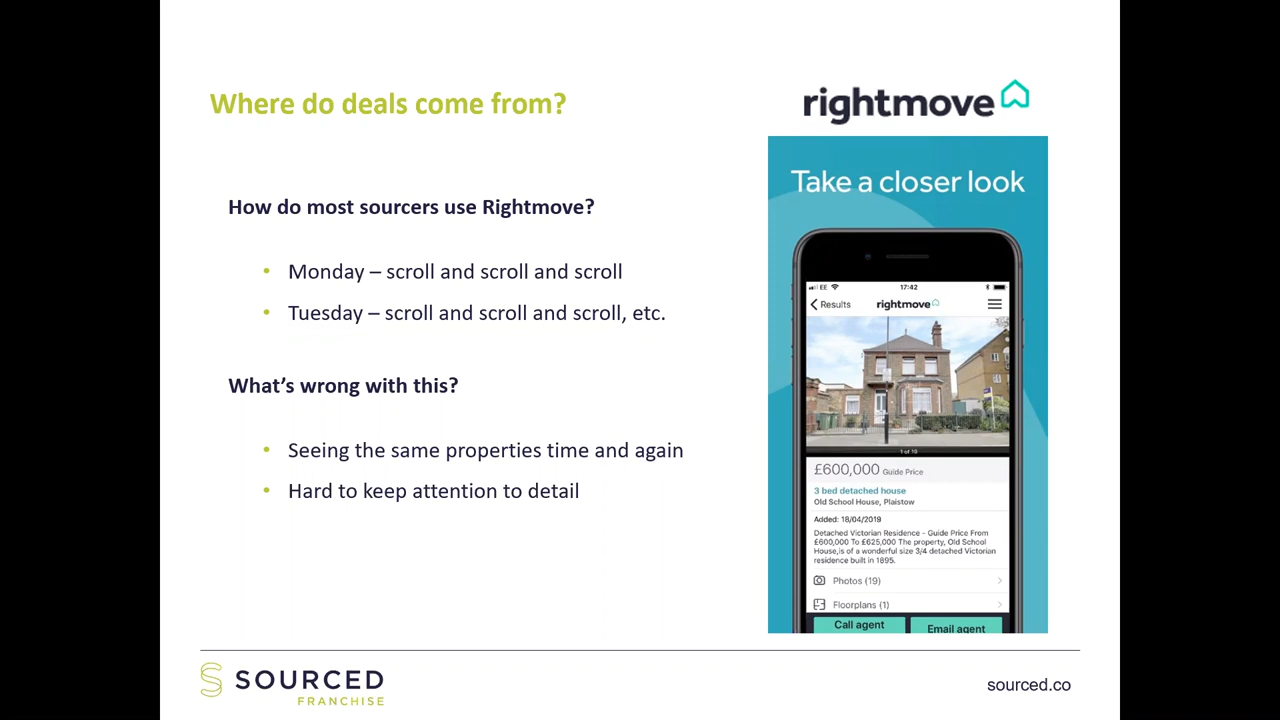 Where do deals come from?
rightmove
How do most sourcers use Rightmove?
• Monday – scroll and scroll and scroll
• Tuesday – scroll and scroll and scroll, etc.
What's wrong with this?
• Seeing the same properties time and again
• Hard to keep attention to detail
Take a closer look
EE 17:42
Results rightmove
1 of 19
£600,000 Guide Price
3 bed detached house
Old School House, Plaistow
Added: 18/04/2019
Detached Victorian Residence - Guide Price From
£600,000 To £625,000 The property, Old School
House,is of a wonderful size 3/4 detached Victorian
residence built in 1895.
Photos (19)
Floorplans (1)
Call agent Email agent
SOURCED
FRANCHISE
sourced.co